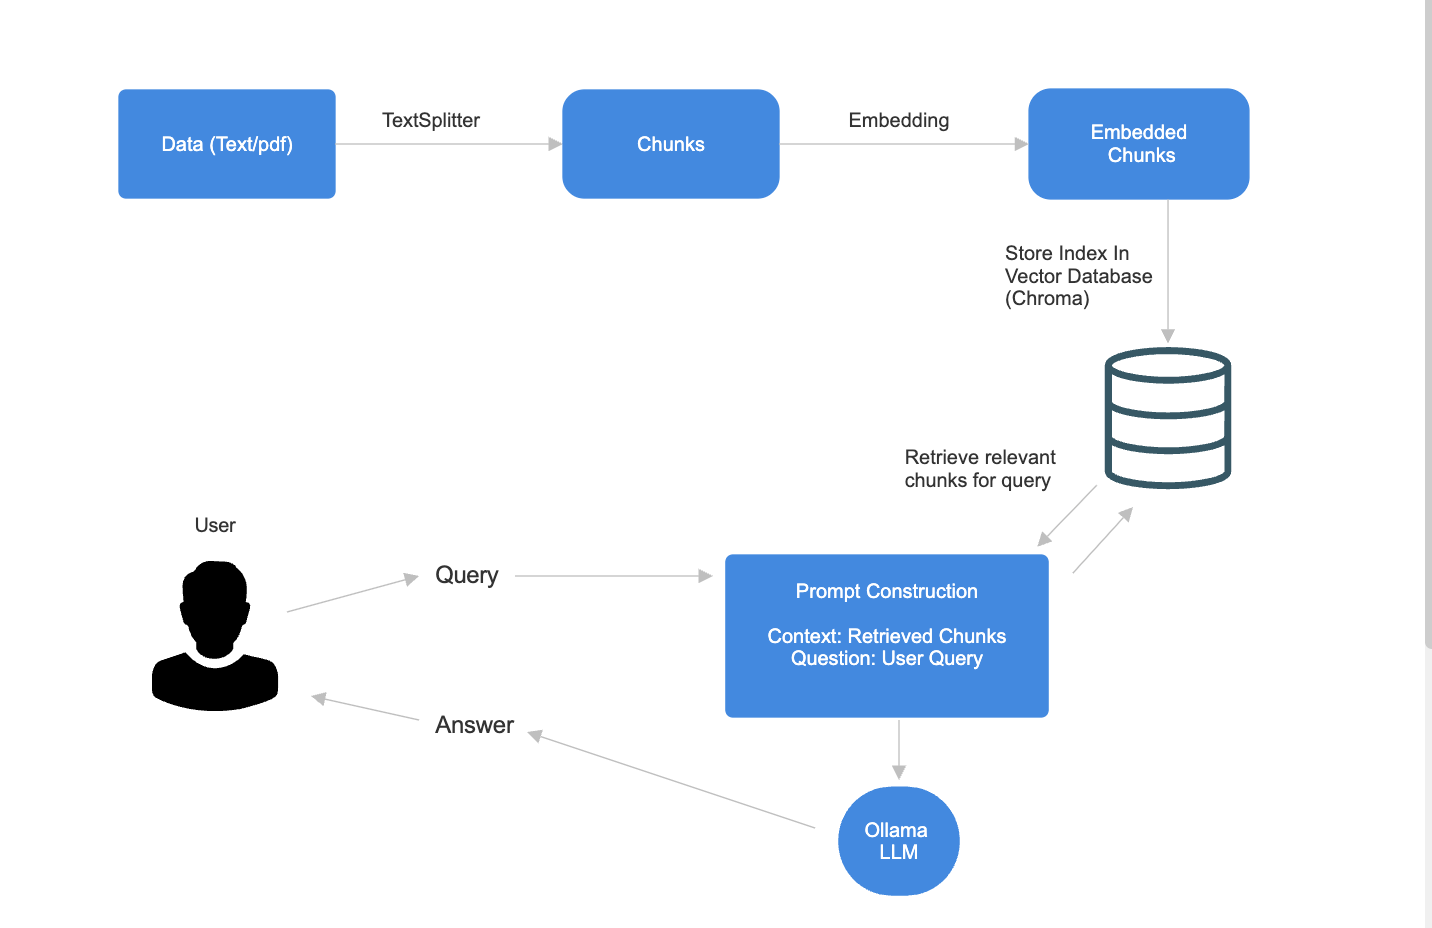 Data (Text/pdf)
TextSplitter
Chunks
Embedding
Embedded
Chunks
Store Index In
Vector Database
(Chroma)
Retrieve relevant
chunks for query
User
Query
Prompt Construction
Context: Retrieved Chunks
Question: User Query
Answer
Ollama
LLM